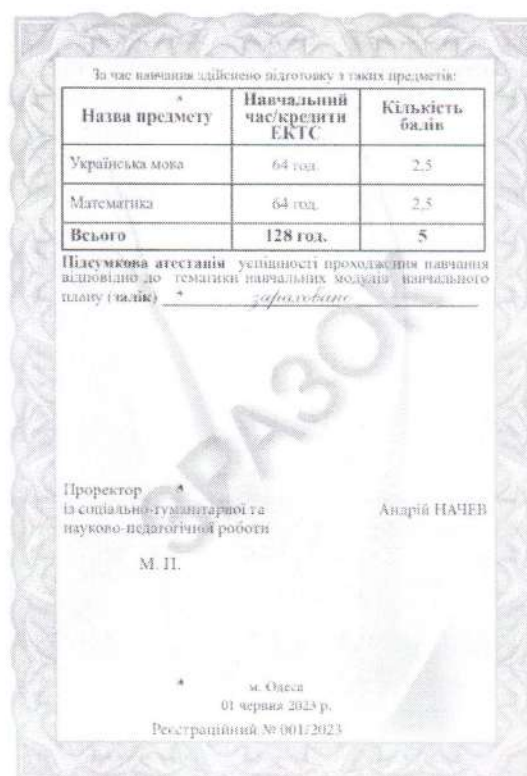 За час навчання здійснено підготовку з таких предметів:
Назва предмету *
Навчальний час/кредити ЕКТС
Кількість балів
Українська мова 64 год. 2,5
Математика 64 год. 2,5
Всього 128 год. 5
Підсумкова атестація успішності проходження навчання
відповідно до тематики навчальних модулів навчального
плану (залік) * зараховано
ЗРАЗОК
Проректор *
із соціально-гуманітарної та
науково-педагогічної роботи Андрій НАЧЕВ
М. П.
* м. Одеса
01 червня 2023 р.
Реєстраційний № 001/2023